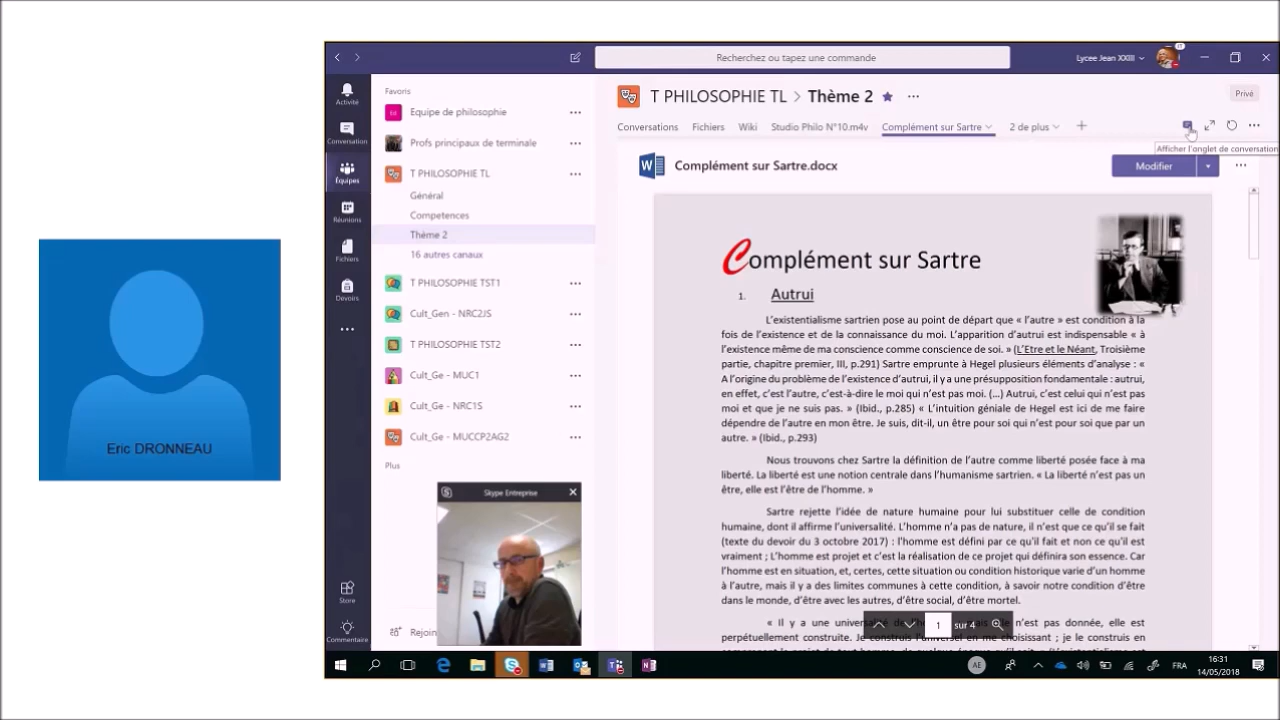 Recherchez ou tapez une commande
Lycee Jean XXIII
Activité
Conversation
Équipes
Réunions
Fichiers
Devoirs
Store
Commentaire
Favoris
Equipe de philosophie
Profs principaux de terminale
T PHILOSOPHIE TL
Général
Competences
Thème 2
16 autres canaux
T PHILOSOPHIE TST1
Cult_Gen - NRC2JS
T PHILOSOPHIE TST2
Cult_Ge - MUC1
Cult_Ge - NRC1S
Cult_Ge - MUCCP2AG2
Plus
Rejoin
Skype Entreprise
Eric DRONNEAU
T PHILOSOPHIE TL > Thème 2
Privé
Conversations Fichiers Wiki Studio Philo N°10.m4v Complément sur Sartre 2 de plus
Afficher l'onglet de conversation
Complément sur Sartre.docx
Modifier
Complément sur Sartre
1. Autrui
L'existentialisme sartrien pose au point de départ que « l'autre » est condition à la
fois de l'existence et de la connaissance du moi. L'apparition d'autrui est indispensable « à
l'existence même de ma conscience comme conscience de soi. » (L'Etre et le Néant, Troisième
partie, chapitre premier, III, p.291) Sartre emprunte à Hegel plusieurs éléments d'analyse : «
A l'origine du problème de l'existence d'autrui, il y a une présupposition fondamentale : autrui,
en effet, c'est l'autre, c'est-à-dire le moi qui n'est pas moi. (...) Autrui, c'est celui qui n'est pas
moi et que je ne suis pas. » (Ibid., p.285) « L'intuition géniale de Hegel est ici de me faire
dépendre de l'autre en mon être. Je suis, dit-il, un être pour soi qui n'est pour soi que par un
autre. » (Ibid., p.293)
Nous trouvons chez Sartre la définition de l'autre comme liberté posée face à ma
liberté. La liberté est une notion centrale dans l'humanisme sartrien. « La liberté n'est pas un
être, elle est l'être de l'homme. »
Sartre rejette l'idée de nature humaine pour lui substituer celle de condition
humaine, dont il affirme l'universalité. L'homme n'a pas de nature, il n'est que ce qu'il se fait
(texte du devoir du 3 octobre 2017) : l'homme est défini par ce qu'il fait et non ce qu'il est
vraiment ; L'homme est projet et c'est la réalisation de ce projet qui définira son essence. Car
l'homme est en situation, et, certes, cette situation ou condition historique varie d'un homme
à l'autre, mais il y a des limites communes à cette condition, à savoir notre condition d'être
dans le monde, d'être avec les autres, d'être social, d'être mortel.
« Il y a une n'est pas donnée, elle est
perpétuellement construite. Je construis l'universel en me choisissant ; je le construis en
1 sur 4
AE
FRA
16:31
14/05/2018